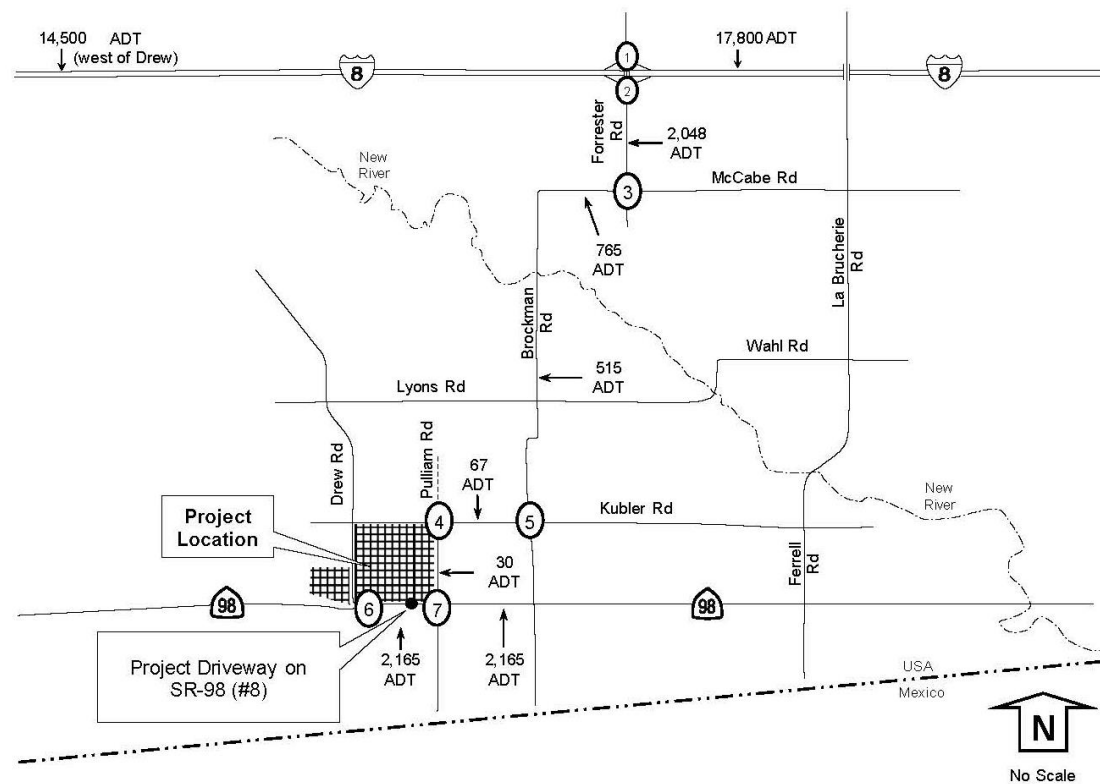 14,500 ADT
(west of Drew)
8
1
2
17,800 ADT
8
Forrester
Rd
2,048
ADT
New
River
3
McCabe Rd
765
ADT
La Brucherie
Rd
Brockman
Rd
Wahl Rd
515
ADT
Lyons Rd
Drew Rd
Pulliam Rd
67
ADT
Project
Location
4
5
Kubler Rd
New
River
30
ADT
Ferrell
Rd
98
6
7
98
Project Driveway on
SR-98 (#8)
2,165
ADT
2,165
ADT
USA
Mexico
N
No Scale